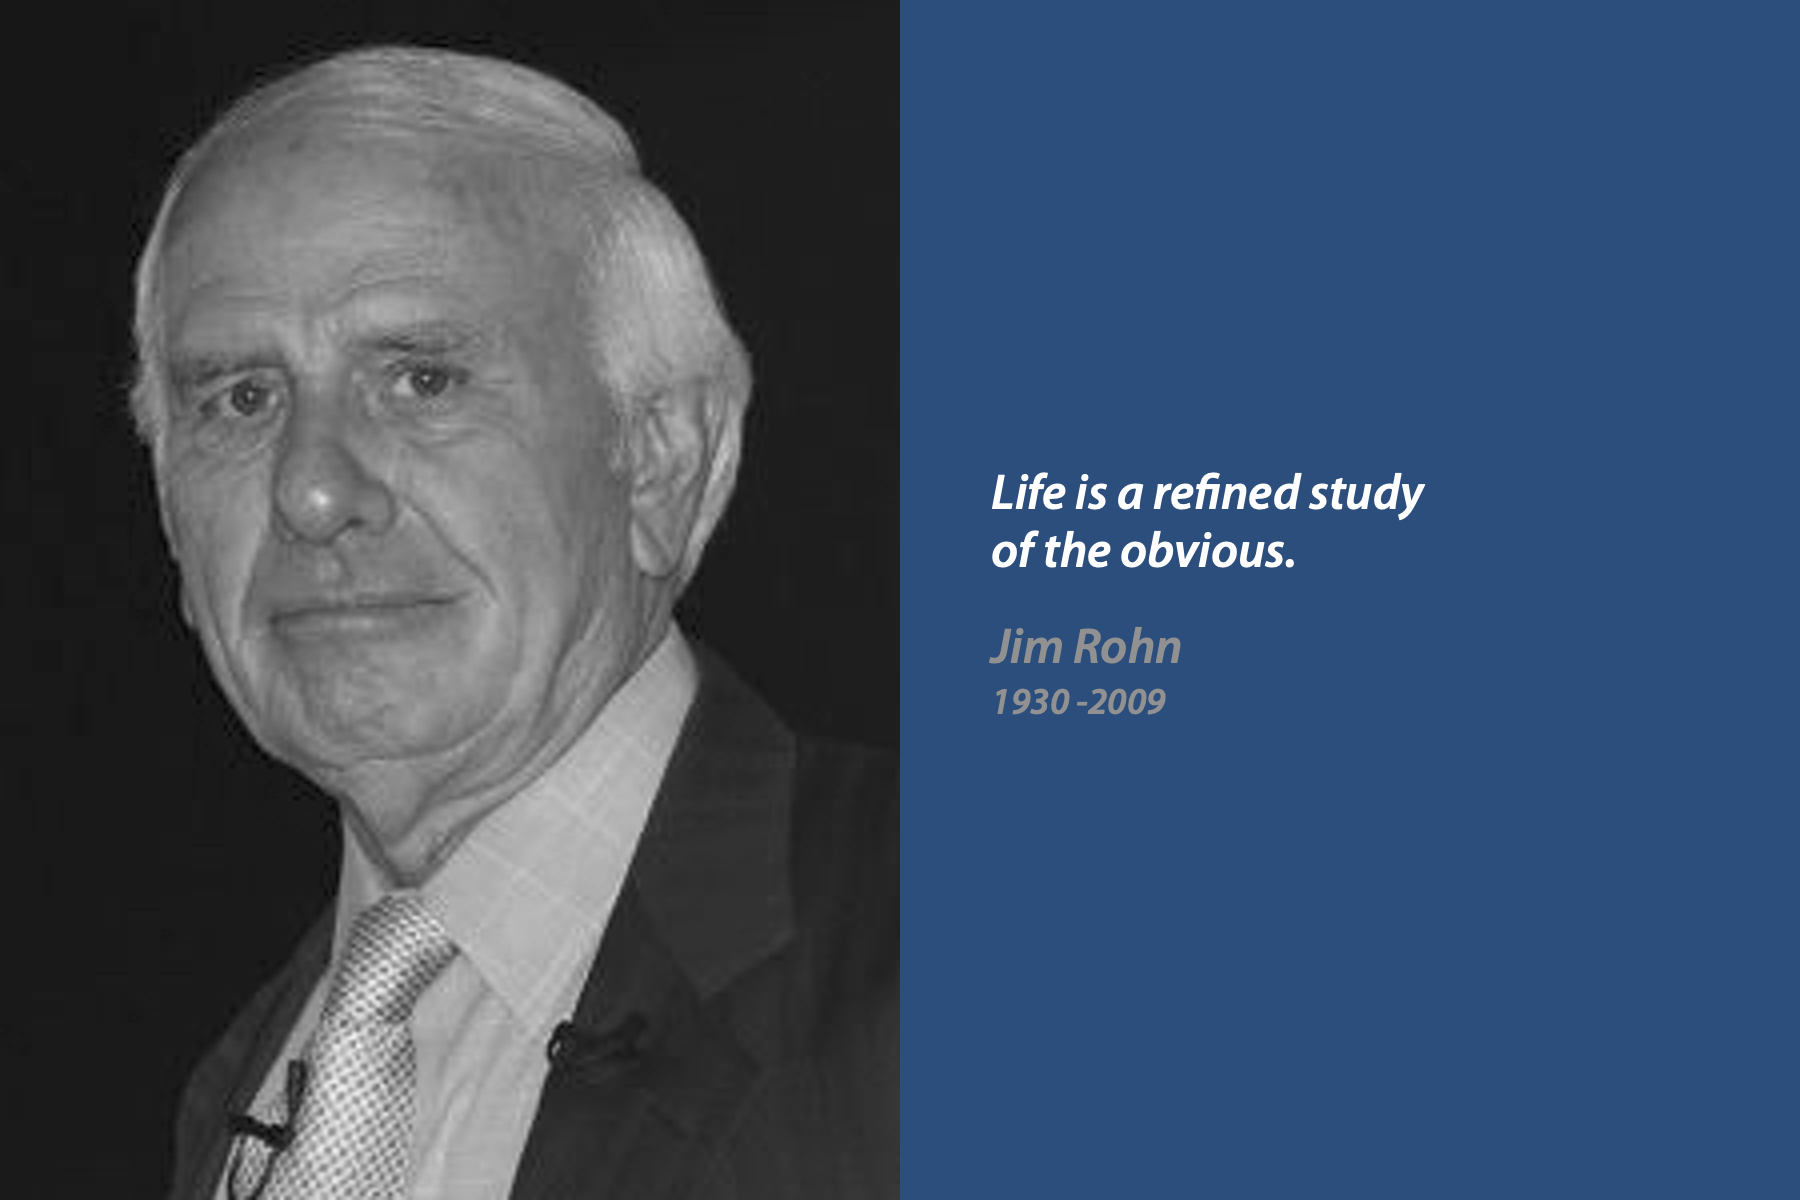 Life is a refined study
of the obvious.
Jim Rohn
1930 -2009